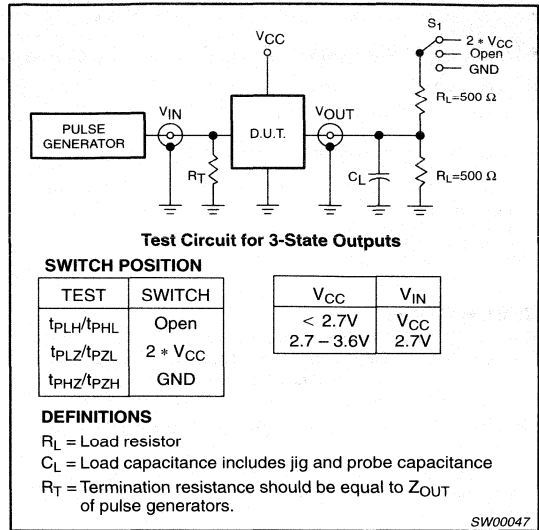 S1
2 * VCC
Open
GND
VCC
RL=500 Ω
PULSE GENERATOR
VIN
D.U.T.
VOUT
RT
CL
RL=500 Ω
Test Circuit for 3-State Outputs
SWITCH POSITION
TEST SWITCH
tPLH/tPHL Open
tPLZ/tPZL 2 * VCC
tPHZ/tPZH GND
VCC VIN
< 2.7V VCC
2.7 – 3.6V 2.7V
DEFINITIONS
RL = Load resistor
CL = Load capacitance includes jig and probe capacitance
RT = Termination resistance should be equal to ZOUT
of pulse generators.
SW00047